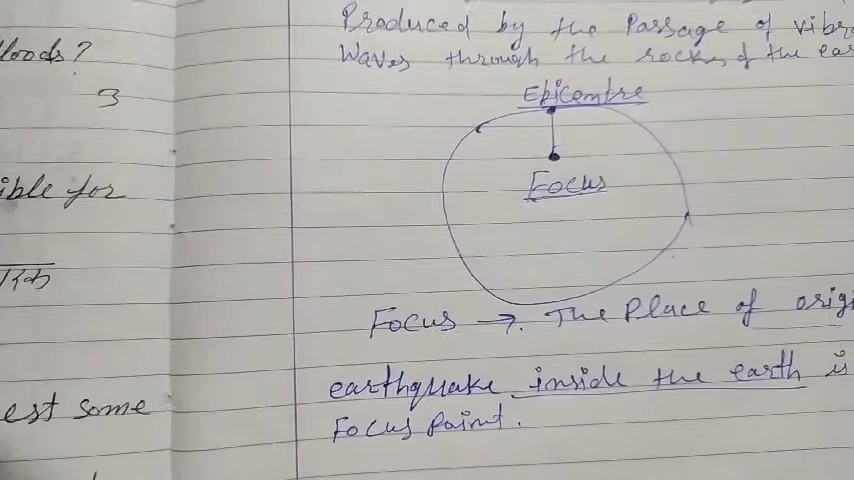 loods?
3
ible for
est some
Produced by the Passage of vibr
Waves through the rocks of the ear
Epicentre
Focus
Focus → The Place of origi
earthquake inside the earth is
Focus Point.